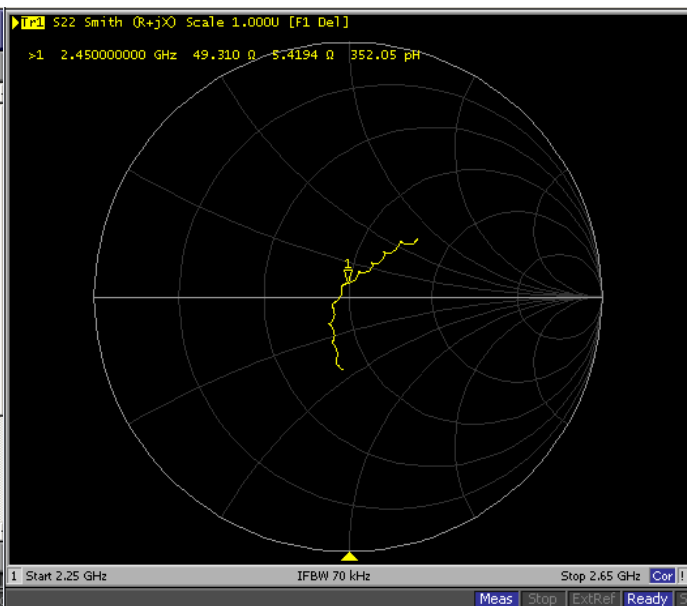 Tr1 S22 Smith (R+jX) Scale 1.000U [F1 Del]
>1 2.450000000 GHz 49.310 Ω 5.4194 Ω 352.05 pH
1
1 Start 2.25 GHz IFBW 70 kHz Stop 2.65 GHz Cor !
Meas Stop ExtRef Ready